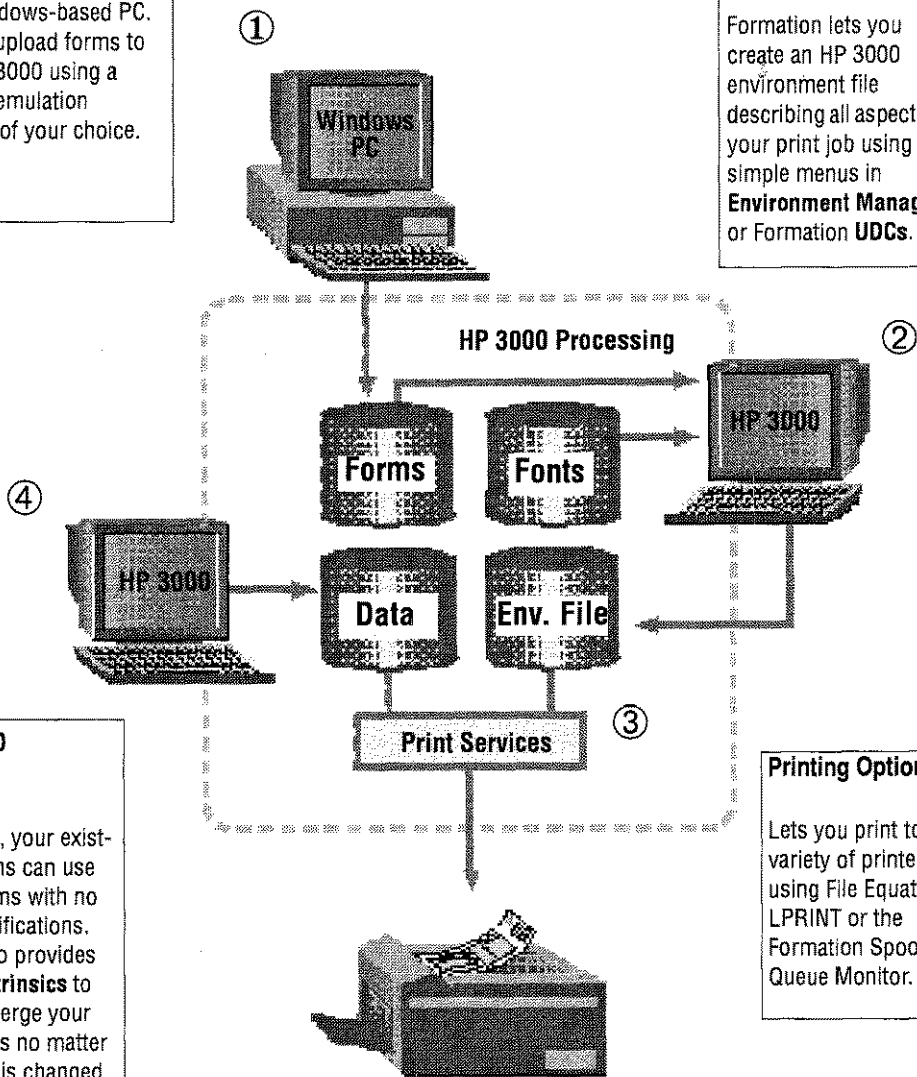 dows-based PC.
upload forms to
3000 using a
emulation
of your choice.
①
Windows
PC
Formation lets you
create an HP 3000
environment file
describing all aspect
your print job using
simple menus in
Environment Manag
or Formation UDCs.
HP 3000 Processing
②
HP 3000
Forms
Fonts
④
HP 3000
Data
Env. File
Print Services
③
0
, your exist-
ns can use
ms with no
ifications.
o provides
trinsics to
erge your
s no matter
is changed
Printing Option
Lets you print to
variety of printe
using File Equat
LPRINT or the
Formation Spoo
Queue Monitor.